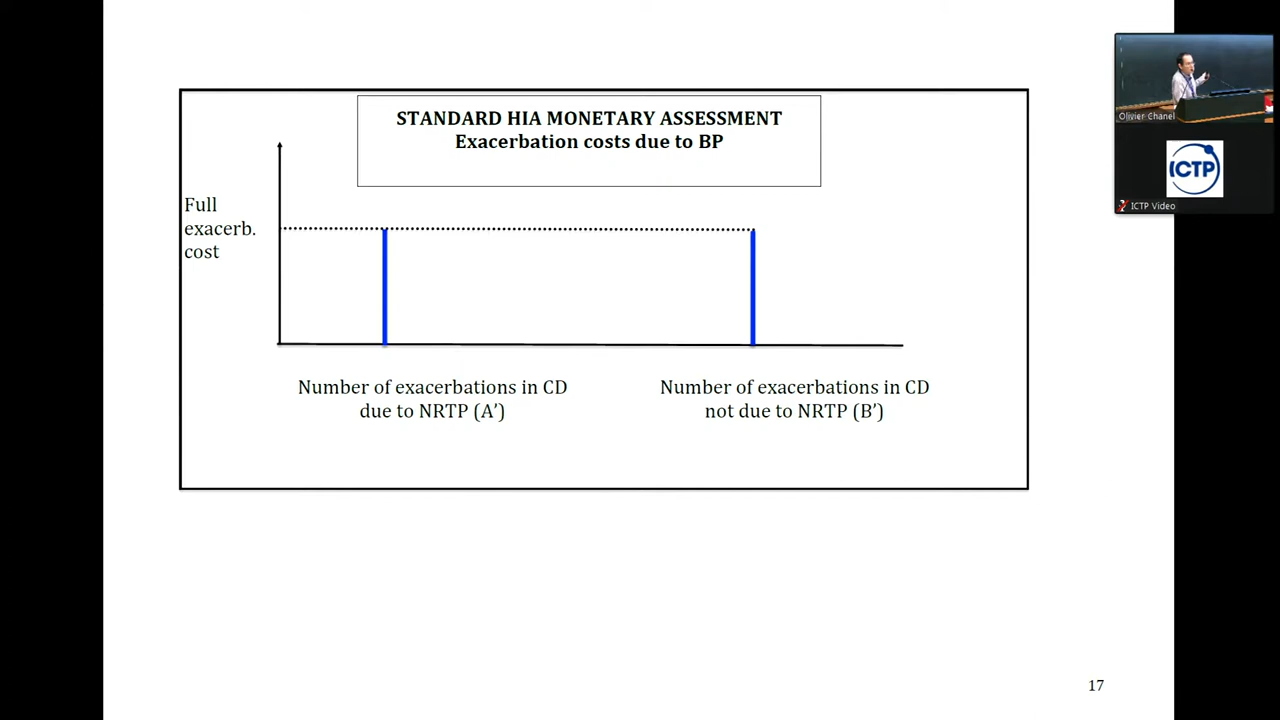 STANDARD HIA MONETARY ASSESSMENT
Exacerbation costs due to BP
Full
exacerb.
cost
Number of exacerbations in CD
due to NRTP (A’)
Number of exacerbations in CD
not due to NRTP (B’)
17
Olivier Chanel
ICTP
ICTP Video